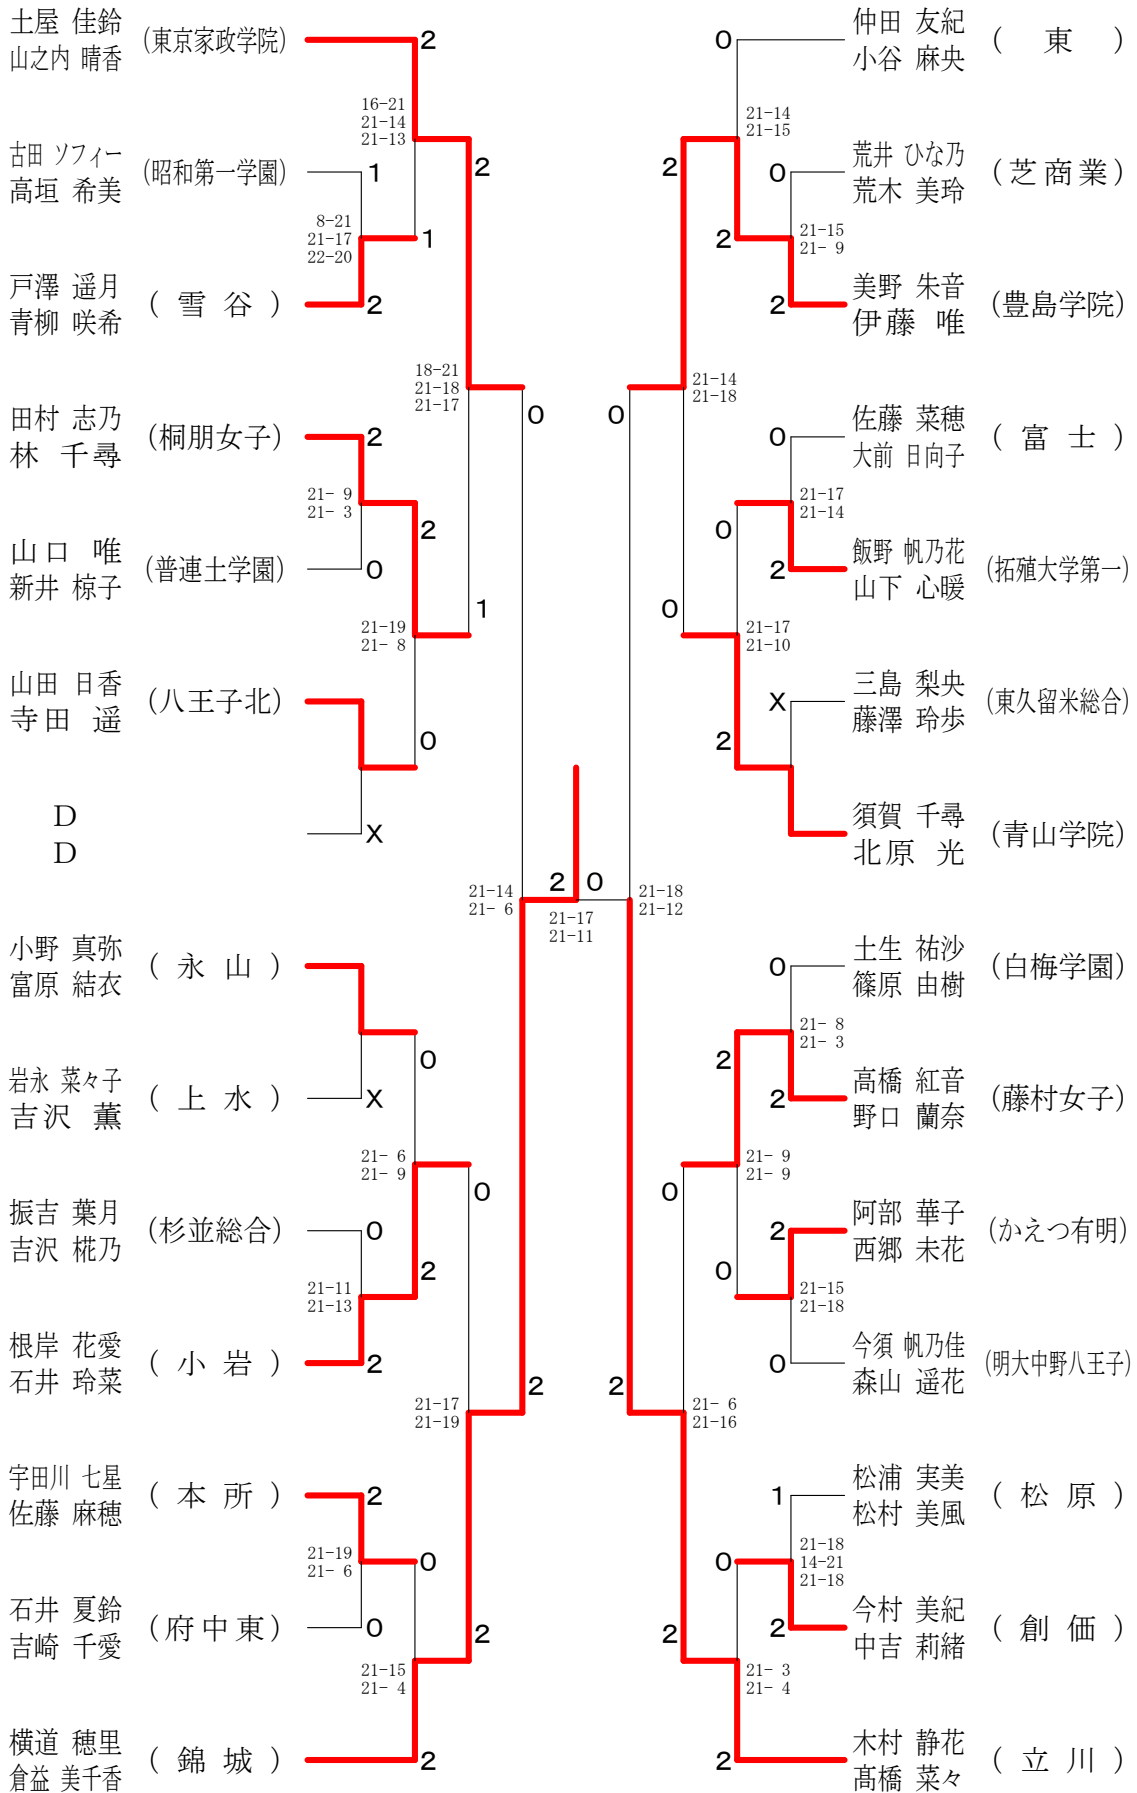 土屋 佳鈴
山之内 晴香
(東京家政学院)
2
16-21
21-14
21-13
古田 ソフィー
高垣 希美
(昭和第一学園)
1
8-21
21-17
22-20
1
戸澤 遥月
青柳 咲希
( 雪 谷 )
2
2
18-21
21-18
21-17
0
田村 志乃
林 千尋
(桐朋女子)
2
21- 9
21- 3
2
山口 唯
新井 椋子
(普連土学園)
0
1
21-19
21- 8
山田 日香
寺田 遥
(八王子北)
0
D
D
X
21-14
21- 6
2
0
21-17
21-11
小野 真弥
富原 結衣
( 永 山 )
0
岩永 菜々子
吉沢 薫
( 上 水 )
X
21- 6
21- 9
0
振吉 葉月
吉沢 椛乃
(杉並総合)
0
2
21-11
21-13
根岸 花愛
石井 玲菜
( 小 岩 )
2
2
21-17
21-19
宇田川 七星
佐藤 麻穂
( 本 所 )
2
21-19
21- 6
0
石井 夏鈴
吉崎 千愛
(府中東)
0
2
21-15
21- 4
横道 穂里
倉益 美千香
( 錦 城 )
2
0
仲田 友紀
小谷 麻央
( 東 )
21-14
21-15
2
0
荒井 ひな乃
荒木 美玲
(芝商業)
2
21-15
21- 9
2
美野 朱音
伊藤 唯
(豊島学院)
21-14
21-18
0
0
佐藤 菜穂
大前 日向子
( 富 士 )
21-17
21-14
0
2
飯野 帆乃花
山下 心暖
(拓殖大学第一)
0
21-17
21-10
X
三島 梨央
藤澤 玲歩
(東久留米総合)
2
須賀 千尋
北原 光
(青山学院)
21-18
21-12
0
土生 祐沙
篠原 由樹
(白梅学園)
21- 8
21- 3
2
2
高橋 紅音
野口 蘭奈
(藤村女子)
21- 9
21- 9
0
2
阿部 華子
西郷 未花
(かえつ有明)
0
21-15
21-18
0
今須 帆乃佳
森山 遥花
(明大中野八王子)
2
21- 6
21-16
1
松浦 実美
松村 美風
( 松 原 )
21-18
14-21
21-18
0
2
今村 美紀
中吉 莉緒
( 創 価 )
2
21- 3
21- 4
2
木村 静花
髙橋 菜々
( 立 川 )